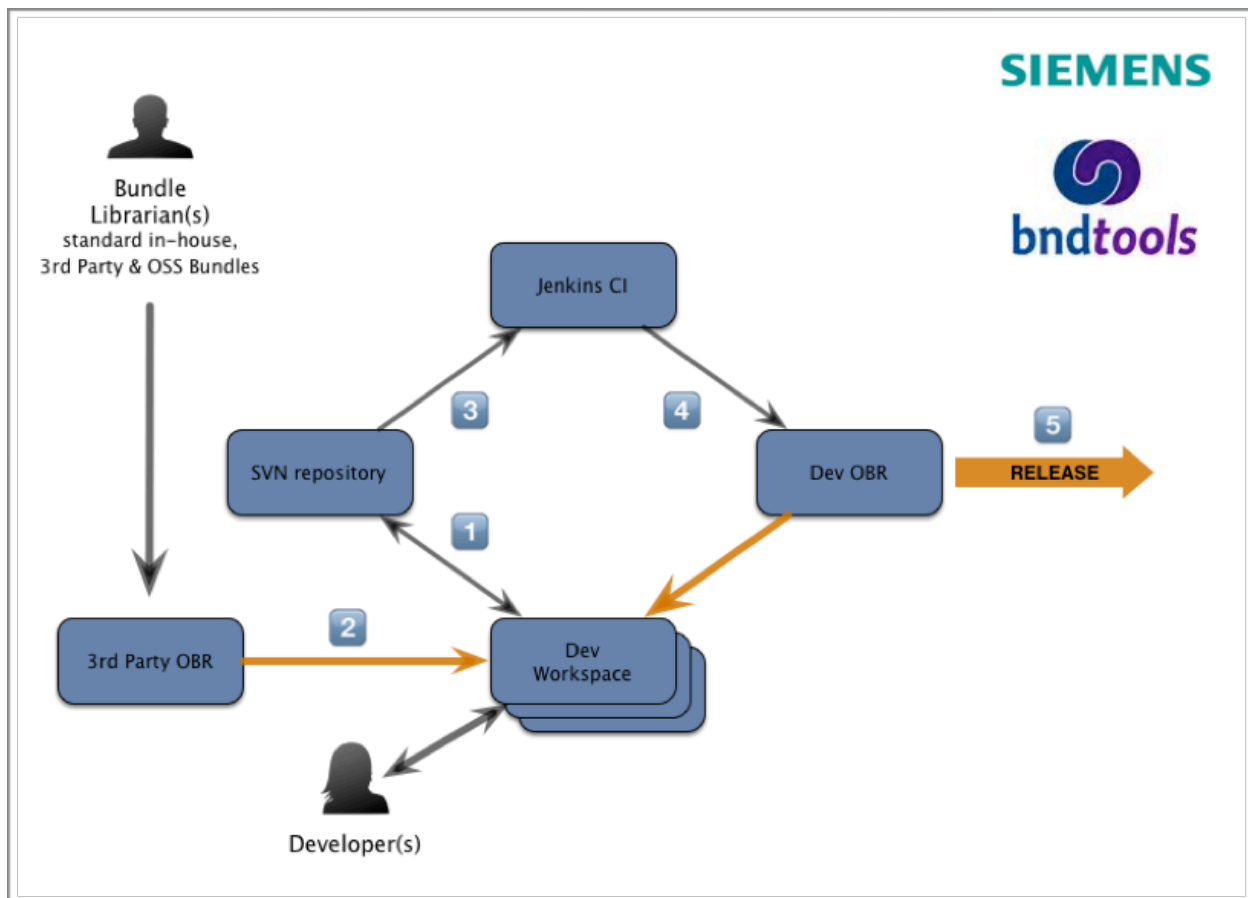 SIEMENS
bndtools
Bundle
Librarian(s)
standard in-house,
3rd Party & OSS Bundles
Jenkins CI
3
4
5
SVN repository
Dev OBR
RELEASE
1
2
3rd Party OBR
Dev
Workspace
Developer(s)